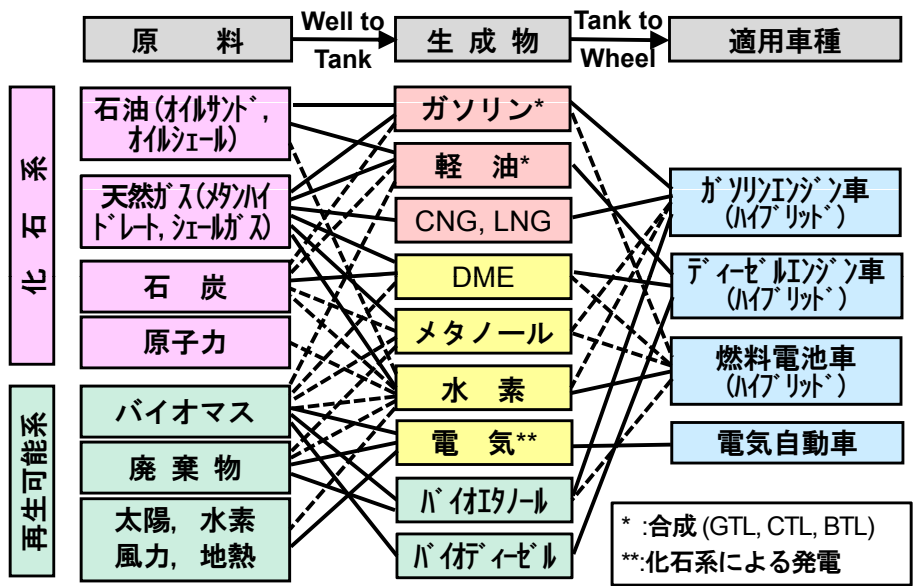 原　料
Well to
Tank
生 成 物
Tank to
Wheel
適用車種
化 石 系
石油(ｵｲﾙｻﾝﾄﾞ,
ｵｲﾙｼｪｰﾙ)
天然ｶﾞｽ(ﾒﾀﾝﾊｲ
ﾄﾞﾚｰﾄ, ｼｪｰﾙｶﾞｽ)
石　炭
原子力
再生可能系
バイオマス
廃 棄 物
太陽, 水素
風力, 地熱
ガソリン*
軽　油*
CNG, LNG
DME
メタノール
水　素
電　気**
ﾊﾞｲｵｴﾀﾉｰﾙ
ﾊﾞｲｵﾃﾞｨｰｾﾞﾙ
ｶﾞｿﾘﾝｴﾝｼﾞﾝ車
(ﾊｲﾌﾞﾘｯﾄﾞ)
ﾃﾞｨｰｾﾞﾙｴﾝｼﾞﾝ車
(ﾊｲﾌﾞﾘｯﾄﾞ)
燃料電池車
(ﾊｲﾌﾞﾘｯﾄﾞ)
電気自動車
* :合成 (GTL, CTL, BTL)
**:化石系による発電